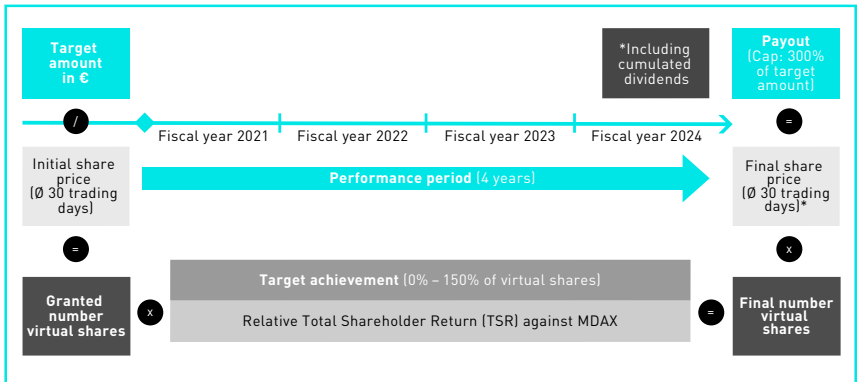 Target
amount
in €
*Including
cumulated
dividends
Payout
(Cap: 300%
of target
amount)
/
=
Fiscal year 2021
Fiscal year 2022
Fiscal year 2023
Fiscal year 2024
Initial share
price
(Ø 30 trading
days)
Performance period (4 years)
Final share
price
(Ø 30 trading
days)*
=
x
Target achievement (0% – 150% of virtual shares)
Granted
number
virtual shares
x
Relative Total Shareholder Return (TSR) against MDAX
=
Final number
virtual
shares